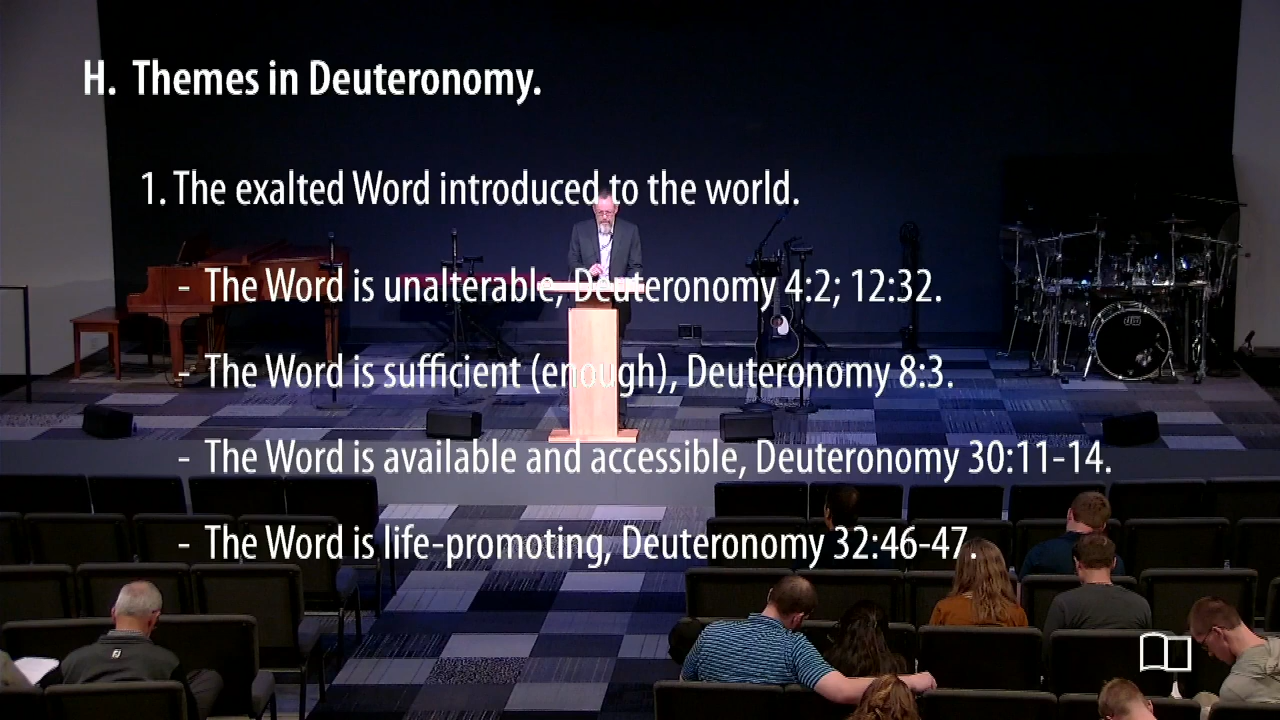 H. Themes in Deuteronomy.
1. The exalted Word introduced to the world.
- The Word is unalterable, Deuteronomy 4:2; 12:32.
- The Word is sufficient (enough), Deuteronomy 8:3.
- The Word is available and accessible, Deuteronomy 30:11-14.
- The Word is life-promoting, Deuteronomy 32:46-47.